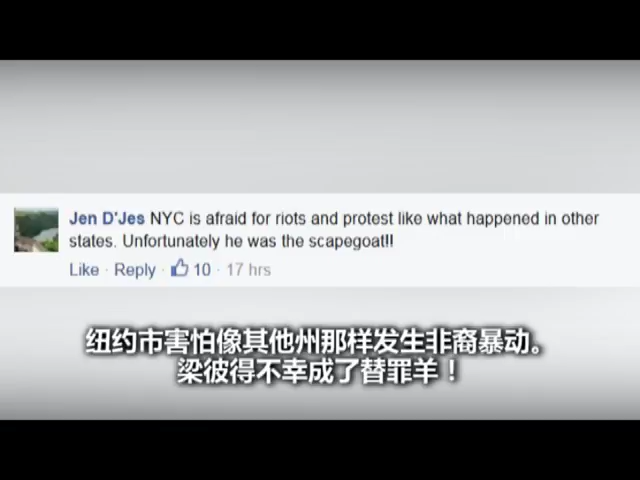 Jen D'Jes NYC is afraid for riots and protest like what happened in other
states. Unfortunately he was the scapegoat!!
Like · Reply · 10 · 17 hrs
纽约市害怕像其他州那样发生非裔暴动。
梁彼得不幸成了替罪羊！